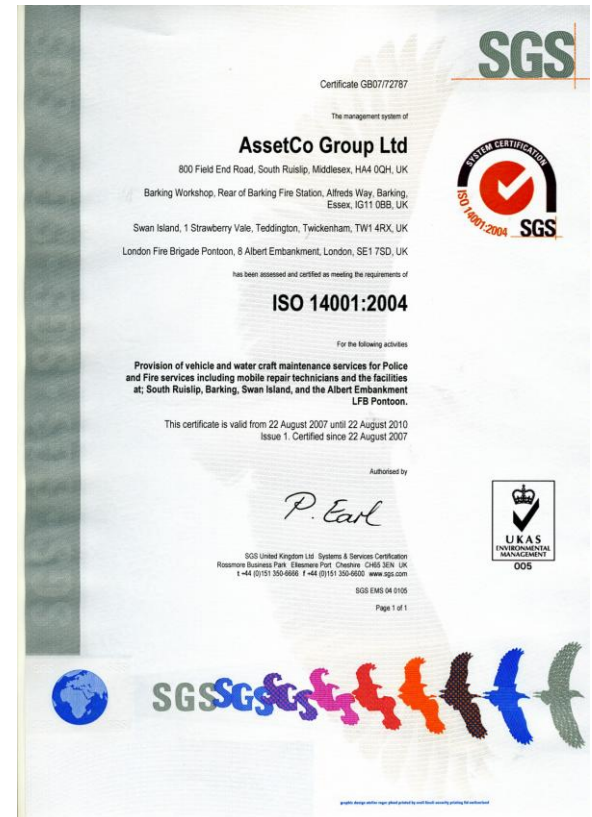 SGS
Certificate GB07/72787
The management system of
AssetCo Group Ltd
800 Field End Road, South Ruislip, Middlesex, HA4 0QH, UK
Barking Workshop, Rear of Barking Fire Station, Alfreds Way, Barking,
Essex, IG11 0BB, UK
Swan Island, 1 Strawberry Vale, Teddington, Twickenham, TW1 4RX, UK
London Fire Brigade Pontoon, 8 Albert Embankment, London, SE1 7SD, UK
has been assessed and certified as meeting the requirements of
SYSTEM CERTIFICATION
ISO 14001:2004
SGS
ISO 14001:2004
For the following activities
Provision of vehicle and water craft maintenance services for Police
and Fire services including mobile repair technicians and the facilities
at; South Ruislip, Barking, Swan Island, and the Albert Embankment
LFB Pontoon.
This certificate is valid from 22 August 2007 until 22 August 2010
Issue 1. Certified since 22 August 2007
Authorised by
P. Earl
SGS United Kingdom Ltd Systems & Services Certification
Rossmore Business Park Ellesmere Port Cheshire CH65 3EN UK
t +44 (0)151 350-6666 f +44 (0)151 350-6600 www.sgs.com
SGS EMS 04 0105
Page 1 of 1
UKAS
ENVIRONMENTAL
MANAGEMENT
005
SGSSGSSGS